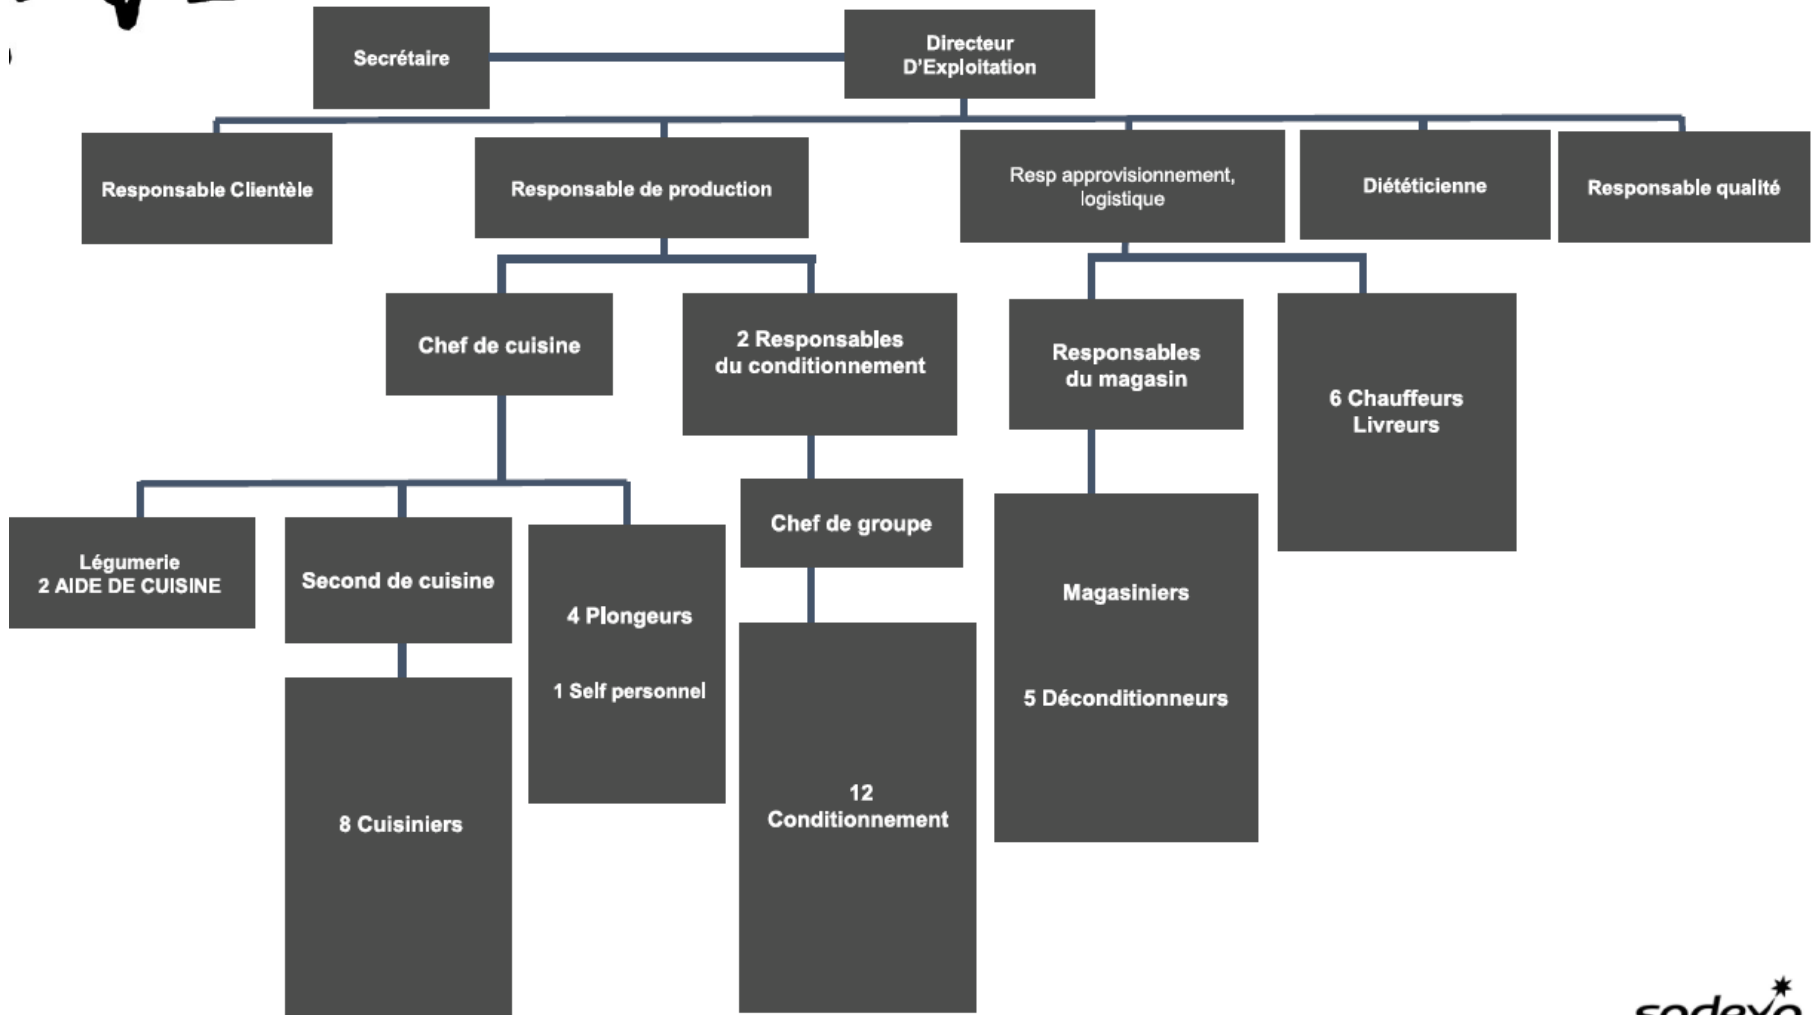 Secrétaire
Directeur
D'Exploitation
Responsable Clientèle
Responsable de production
Resp approvisionnement,
logistique
Diététicienne
Responsable qualité
Chef de cuisine
2 Responsables
du conditionnement
Responsables
du magasin
6 Chauffeurs
Livreurs
Légumerie
2 AIDE DE CUISINE
Second de cuisine
4 Plongeurs
1 Self personnel
Chef de groupe
Magasiniers
5 Déconditionneurs
8 Cuisiniers
12
Conditionnement
sodexo